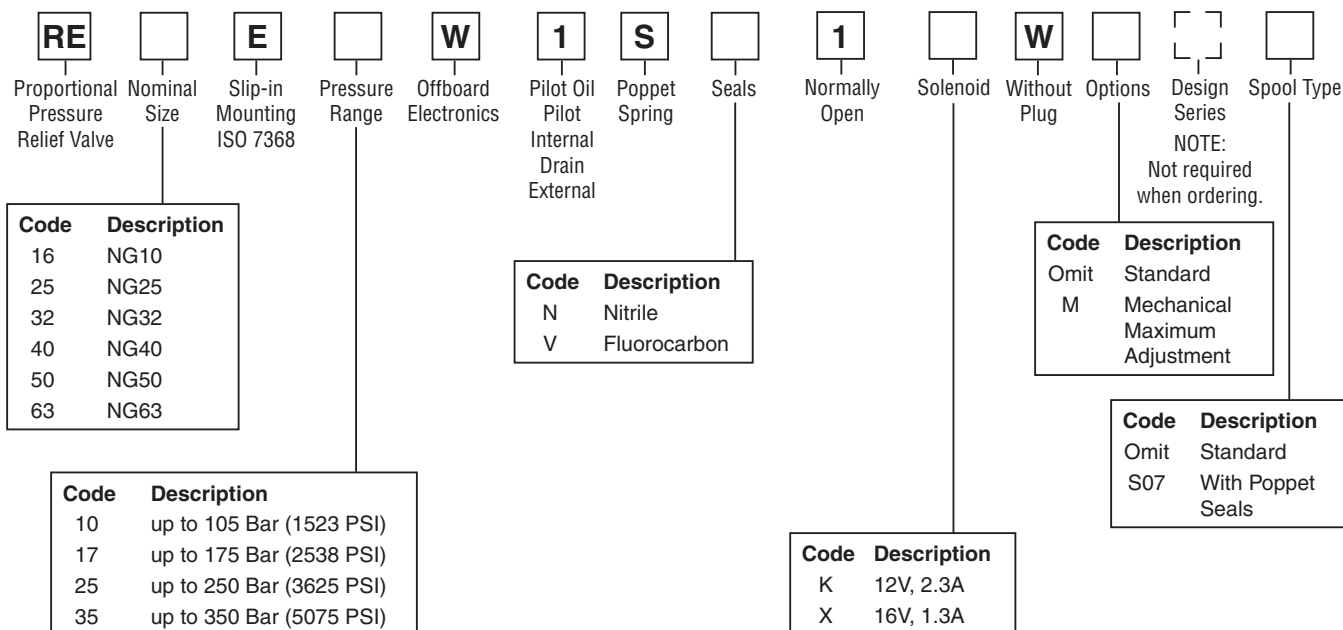 RE E W 1 S 1 W
Proportional
Pressure
Relief Valve
Nominal
Size
Slip-in
Mounting
ISO 7368
Pressure
Range
Offboard
Electronics
Pilot Oil
Pilot
Internal
Drain
External
Poppet
Spring
Seals
Normally
Open
Solenoid
Without
Plug
Options
Design
Series
NOTE:
Not required
when ordering.
Spool Type
Code Description
16 NG10
25 NG25
32 NG32
40 NG40
50 NG50
63 NG63
Code Description
N Nitrile
V Fluorocarbon
Code Description
Omit Standard
M Mechanical
Maximum
Adjustment
Code Description
Omit Standard
S07 With Poppet
Seals
Code Description
10 up to 105 Bar (1523 PSI)
17 up to 175 Bar (2538 PSI)
25 up to 250 Bar (3625 PSI)
35 up to 350 Bar (5075 PSI)
Code Description
K 12V, 2.3A
X 16V, 1.3A